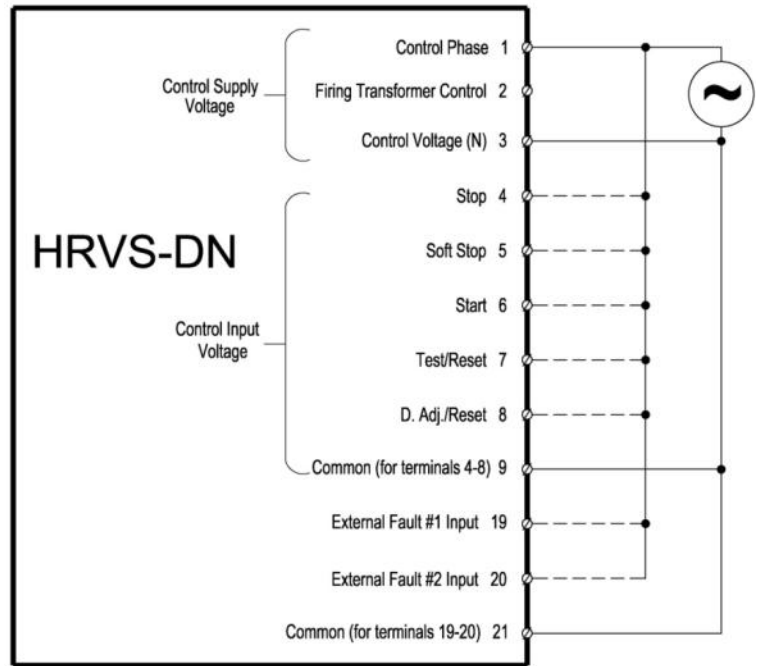 Control Phase 1
Control Supply
Voltage
Firing Transformer Control 2
Control Voltage (N) 3
~
Stop 4
HRVS-DN
Soft Stop 5
Start 6
Control Input
Voltage
Test/Reset 7
D. Adj./Reset 8
Common (for terminals 4-8) 9
External Fault #1 Input 19
External Fault #2 Input 20
Common (for terminals 19-20) 21